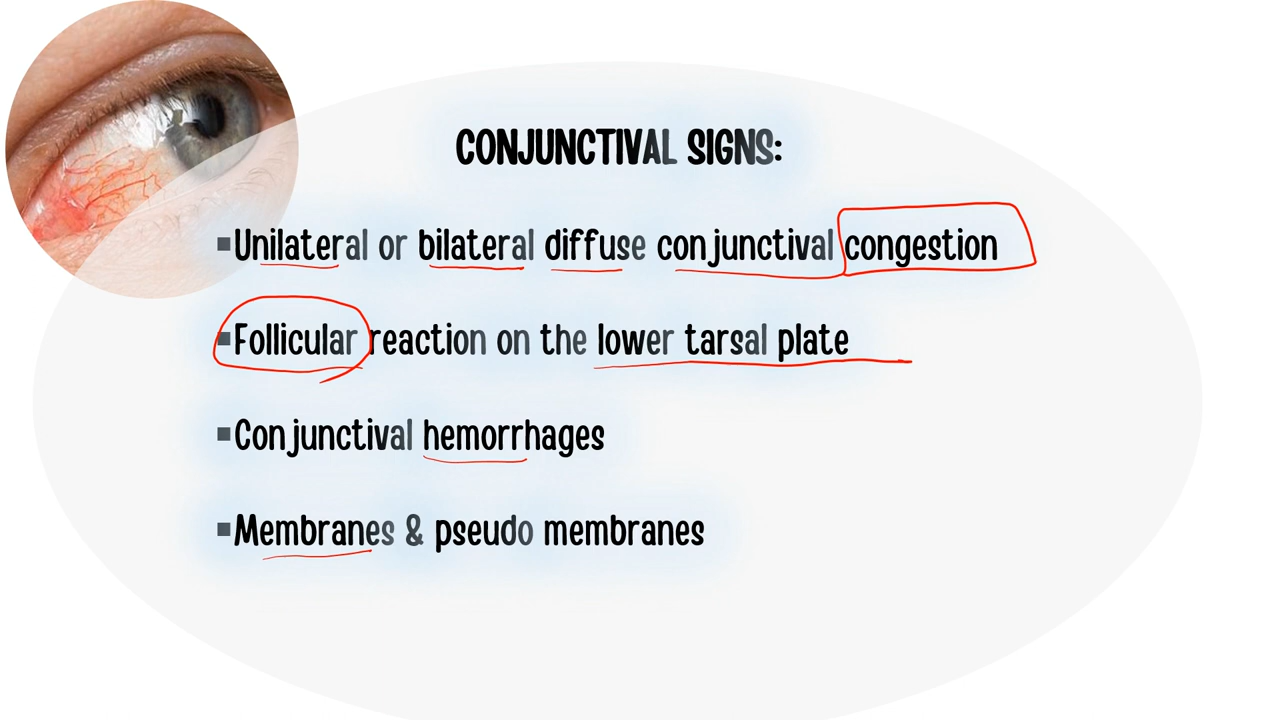 CONJUNCTIVAL SIGNS:
▪Unilateral or bilateral diffuse conjunctival congestion
▪Follicular reaction on the lower tarsal plate
▪Conjunctival hemorrhages
▪Membranes & pseudo membranes